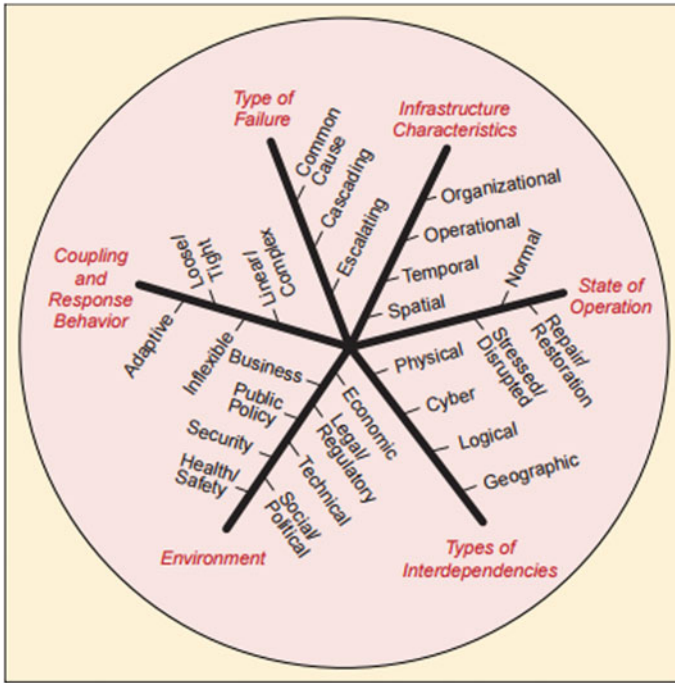 Type of
Failure
Common
Cause
Cascading
Escalating
Infrastructure
Characteristics
Organizational
Operational
Temporal
Spatial
State of
Operation
Normal
Repair/
Restoration
Stressed/
Disrupted
Types of
Interdependencies
Physical
Cyber
Logical
Geographic
Environment
Economic
Legal/
Regulatory
Technical
Social/
Political
Business
Public
Policy
Security
Health/
Safety
Coupling
and
Response
Behavior
Loose/
Tight
Linear/
Complex
Adaptive
Inflexible